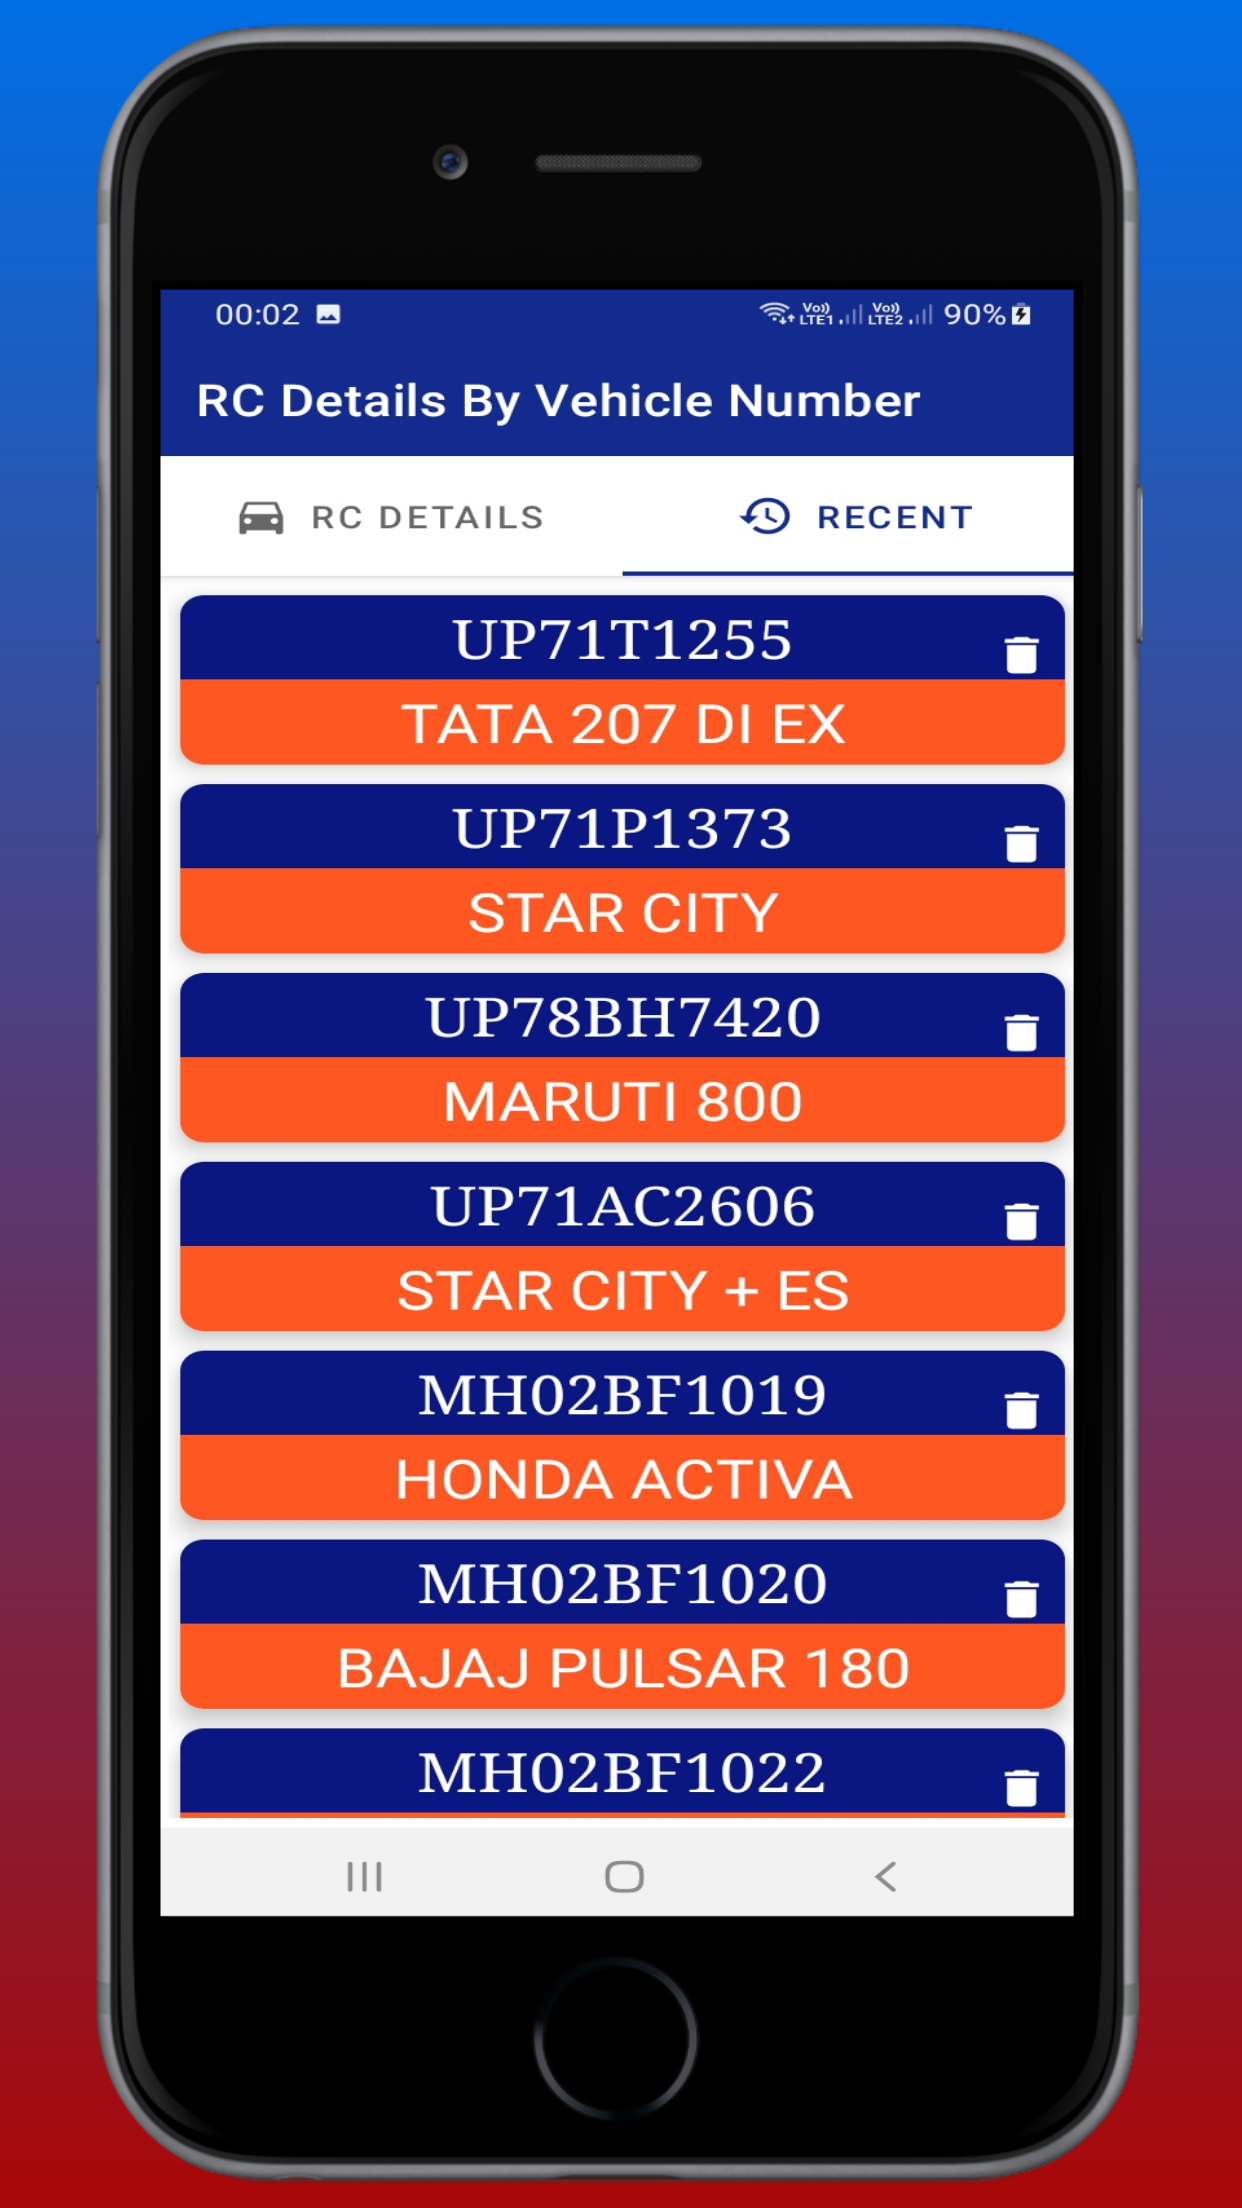 00:02
Vo)) LTE1 Vo)) LTE2 90%
RC Details By Vehicle Number
RC DETAILS
RECENT
UP71T1255
TATA 207 DI EX
UP71P1373
STAR CITY
UP78BH7420
MARUTI 800
UP71AC2606
STAR CITY + ES
MH02BF1019
HONDA ACTIVA
MH02BF1020
BAJAJ PULSAR 180
MH02BF1022